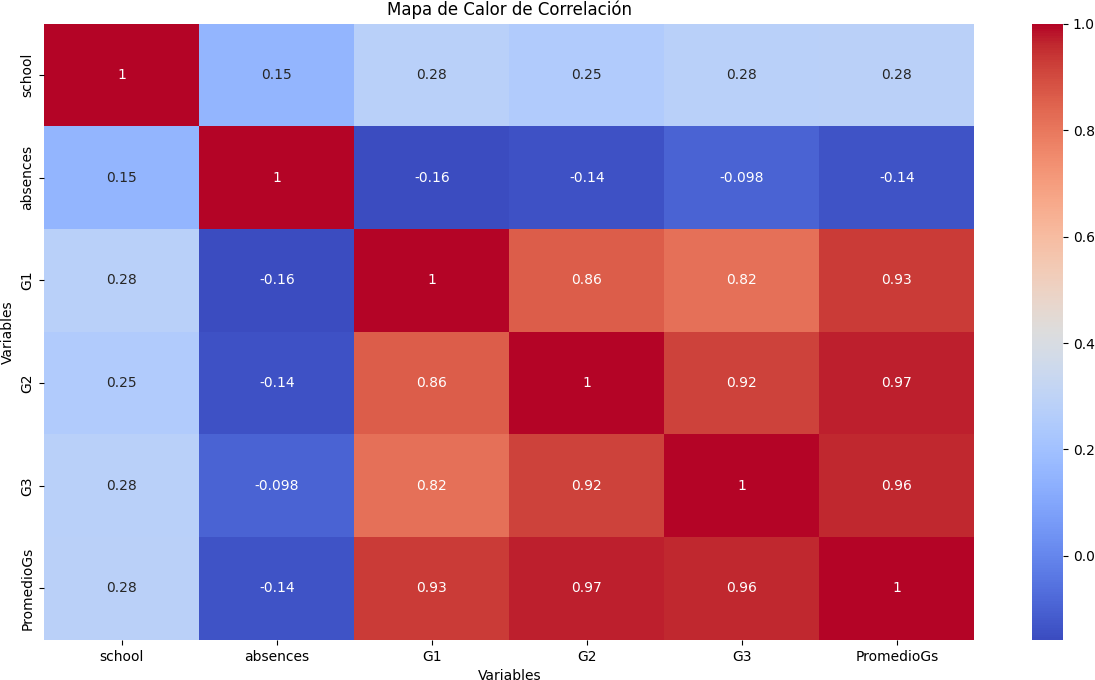 Mapa de Calor de Correlación
school 1 0.15 0.28 0.25 0.28 0.28
absences 0.15 1 -0.16 -0.14 -0.098 -0.14
G1 0.28 -0.16 1 0.86 0.82 0.93
Variables
G2 0.25 -0.14 0.86 1 0.92 0.97
G3 0.28 -0.098 0.82 0.92 1 0.96
PromedioGs 0.28 -0.14 0.93 0.97 0.96 1
school absences G1 G2 G3 PromedioGs
Variables
1.0
0.8
0.6
0.4
0.2
0.0